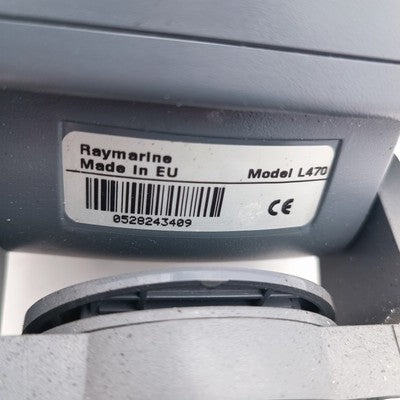 Raymarine
Made in EU
Model L470
0528243409
CE